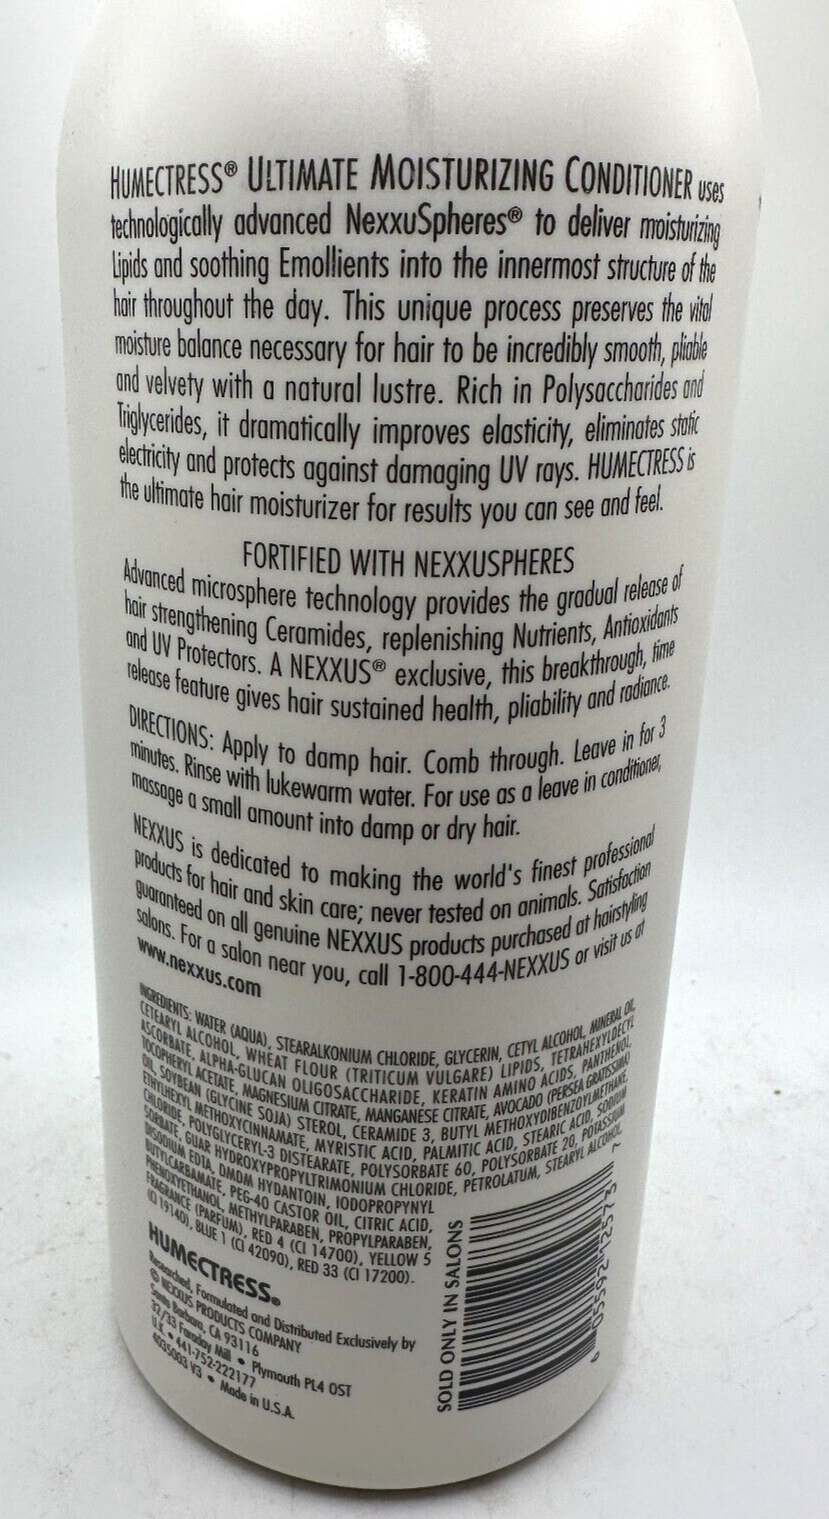 HUMECTRESS® ULTIMATE MOISTURIZING CONDITIONER uses
technologically advanced NexxuSpheres® to deliver moisturizing
Lipids and soothing Emollients into the innermost structure of the
hair throughout the day. This unique process preserves the vital
moisture balance necessary for hair to be incredibly smooth, pliable
and velvety with a natural lustre. Rich in Polysaccharides and
Triglycerides, it dramatically improves elasticity, eliminates static
electricity and protects against damaging UV rays. HUMECTRESS is
the ultimate hair moisturizer for results you can see and feel.
FORTIFIED WITH NEXXUSPHERES
Advanced microsphere technology provides the gradual release of
hair strengthening Ceramides, replenishing Nutrients, Antioxidants
and UV Protectors. A NEXXUS® exclusive, this breakthrough, time
release feature gives hair sustained health, pliability and radiance.
DIRECTIONS: Apply to damp hair. Comb through. Leave in for 3
minutes. Rinse with lukewarm water. For use as a leave in conditioner,
massage a small amount into damp or dry hair.
NEXXUS is dedicated to making the world's finest professional
products for hair and skin care; never tested on animals. Satisfaction
guaranteed on all genuine NEXXUS products purchased at hairstyling
salons. For a salon near you, call 1-800-444-NEXXUS or visit us at
www.nexxus.com
INGREDIENTS: WATER (AQUA), STEARALKONIUM CHLORIDE, GLYCERIN, CETYL ALCOHOL, MINERAL OIL,
CETEARYL ALCOHOL, WHEAT FLOUR (TRITICUM VULGARE) LIPIDS, TETRAHEXYLDECYL
ASCORBATE, ALPHA-GLUCAN OLIGOSACCHARIDE, KERATIN AMINO ACIDS, PANTHENOL,
TOCOPHERYL ACETATE, MAGNESIUM CITRATE, MANGANESE CITRATE, AVOCADO (PERSEA GRATISSIMA)
OIL, SOYBEAN (GLYCINE SOJA) STEROL, CERAMIDE 3, BUTYL METHOXYDIBENZOYLMETHANE,
ETHYLHEXYL METHOXYCINNAMATE, MYRISTIC ACID, PALMITIC ACID, STEARIC ACID, SODIUM
CHLORIDE, POLYGLYCERYL-3 DISTEARATE, POLYSORBATE 60, POLYSORBATE 20, POTASSIUM
SORBATE, GUAR HYDROXYPROPYLTRIMONIUM CHLORIDE, PETROLATUM, STEARYL ALCOHOL,
DISODIUM EDTA, DMDM HYDANTOIN, IODOPROPYNYL
BUTYLCARBAMATE, PEG-40 CASTOR OIL, CITRIC ACID,
PHENOXYETHANOL, METHYLPARABEN, PROPYLPARABEN,
FRAGRANCE (PARFUM), RED 4 (CI 14700), YELLOW 5
(CI 19140), BLUE 1 (CI 42090), RED 33 (CI 17200).
HUMECTRESS®
Researched, Formulated and Distributed Exclusively by
© NEXXUS PRODUCTS COMPANY
Santa Barbara, CA 93116
32/33 Faraday Mill • Plymouth PL4 0ST
U.K. • 441-752-222177
4035003 V3 • Made in U.S.A.
SOLD ONLY IN SALONS